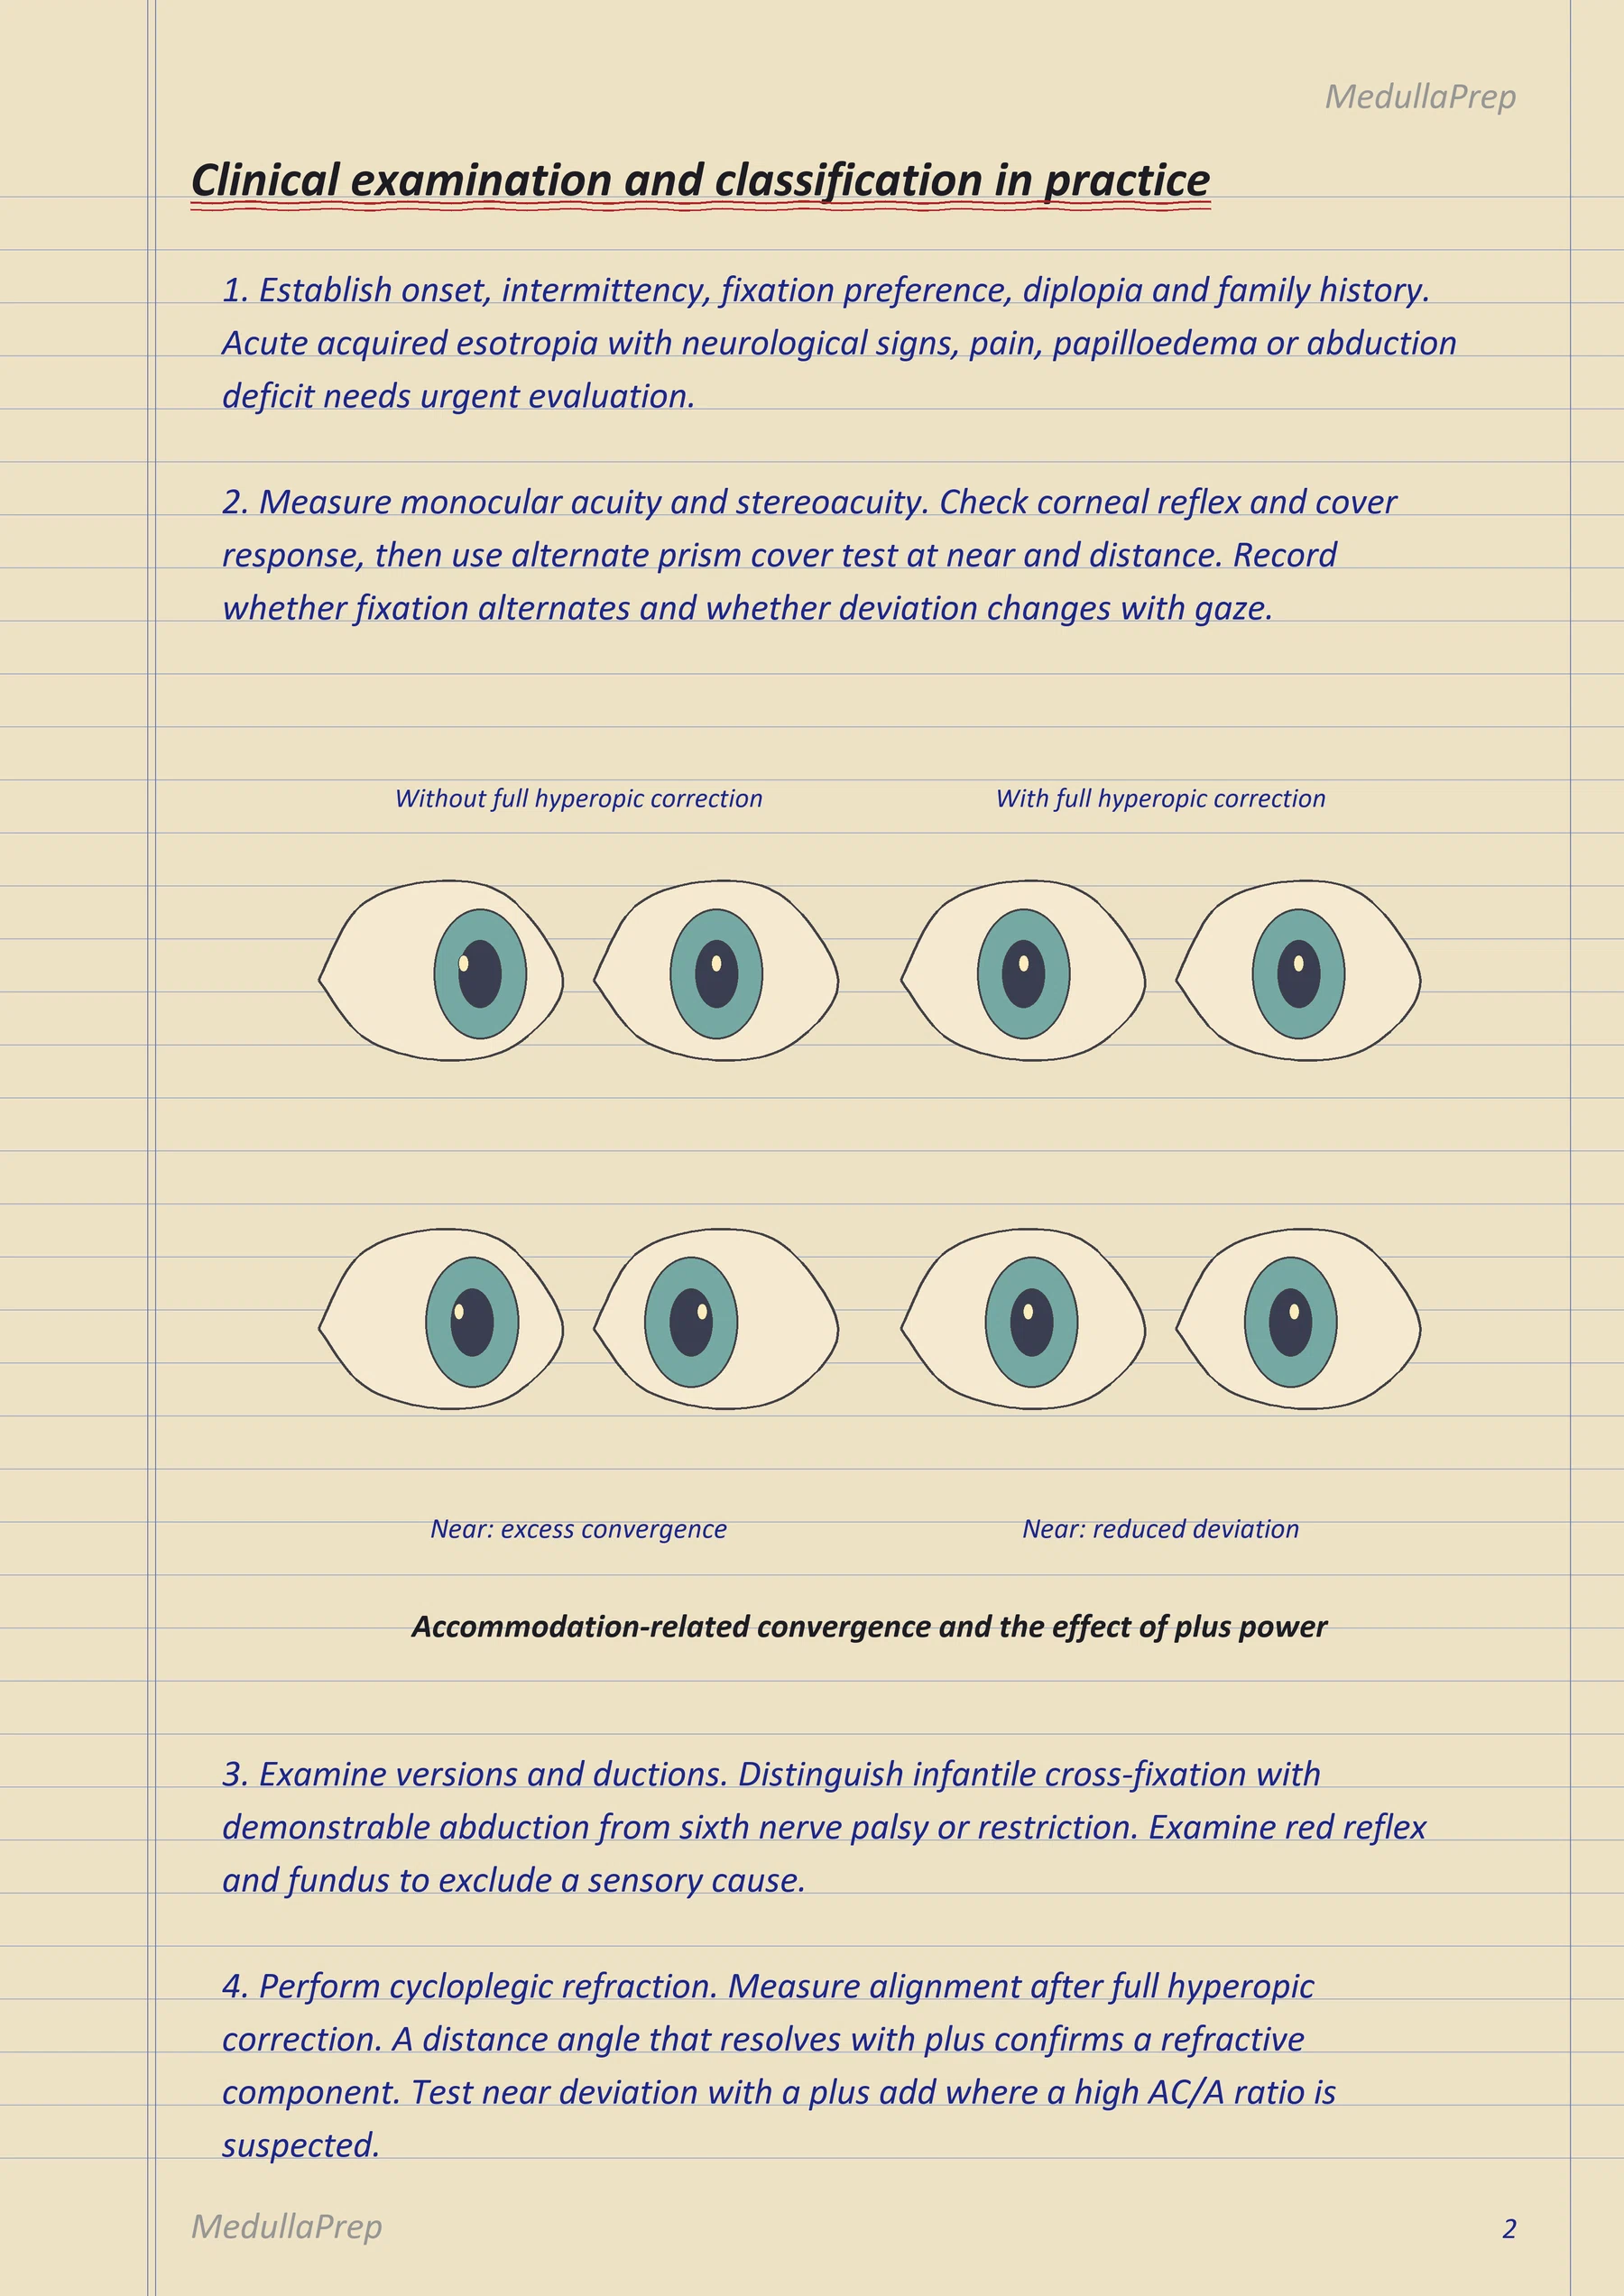 MedullaPrep
Clinical examination and classification in practice
1. Establish onset, intermittency, fixation preference, diplopia and family history.
Acute acquired esotropia with neurological signs, pain, papilloedema or abduction
deficit needs urgent evaluation.
2. Measure monocular acuity and stereoacuity. Check corneal reflex and cover
response, then use alternate prism cover test at near and distance. Record
whether fixation alternates and whether deviation changes with gaze.
Without full hyperopic correction
With full hyperopic correction
Near: excess convergence
Near: reduced deviation
Accommodation-related convergence and the effect of plus power
3. Examine versions and ductions. Distinguish infantile cross-fixation with
demonstrable abduction from sixth nerve palsy or restriction. Examine red reflex
and fundus to exclude a sensory cause.
4. Perform cycloplegic refraction. Measure alignment after full hyperopic
correction. A distance angle that resolves with plus confirms a refractive
component. Test near deviation with a plus add where a high AC/A ratio is
suspected.
MedullaPrep
2